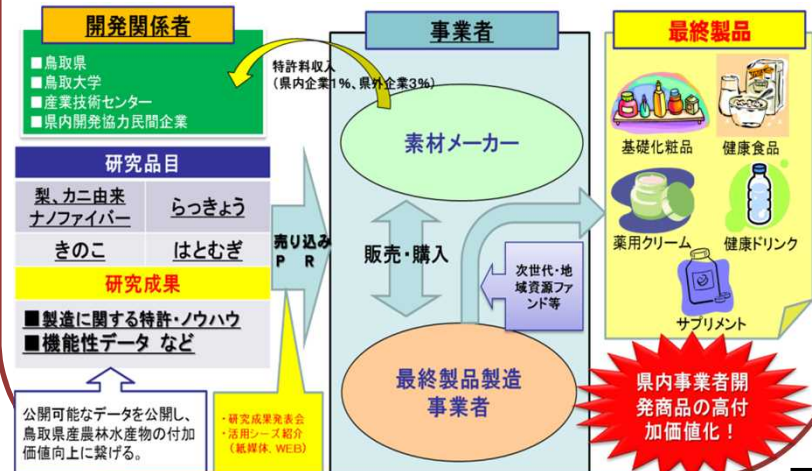 開発関係者
■鳥取県
■鳥取大学
■産業技術センター
■県内開発協力民間企業
研究品目
梨、カニ由来
ナノファイバー
らっきょう
きのこ
はとむぎ
研究成果
■製造に関する特許・ノウハウ
■機能性データ など
公開可能なデータを公開し、
鳥取県産農林水産物の付加
価値向上に繋げる。
特許料収入
（県内企業1%、県外企業3%）
売り込み
P R
・研究成果発表会
・活用シーズ紹介
（紙媒体、WEB）
事業者
素材メーカー
販売・購入
次世代・地
域資源ファ
ンド等
最終製品製造
事業者
最終製品
基礎化粧品
健康食品
薬用クリーム
健康ドリンク
サプリメント
県内事業者開
発商品の高付
加価値化！